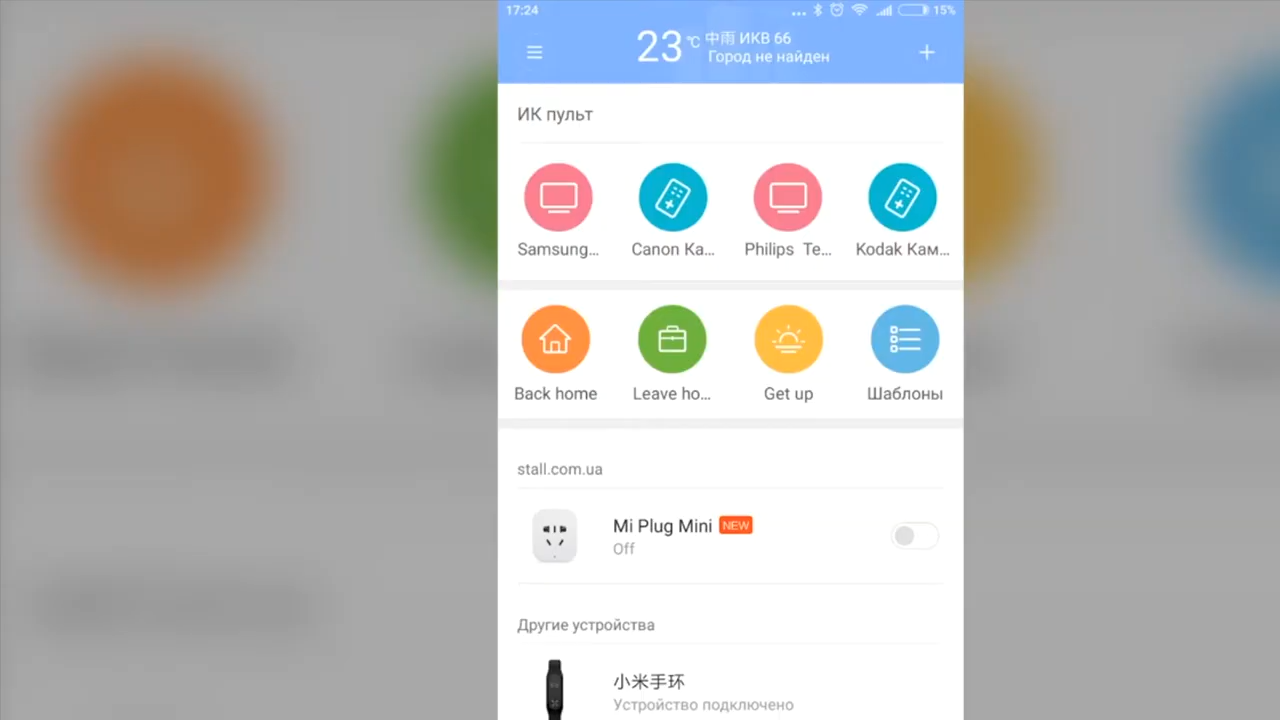 17:24
15%
23 ℃ 中雨 ИКВ 66
Город не найден
ИК пульт
Samsung...
Canon Ка...
Philips Те...
Kodak Кам...
Back home
Leave ho...
Get up
Шаблоны
stall.com.ua
Mi Plug Mini NEW
Off
Другие устройства
小米手环
Устройство подключено